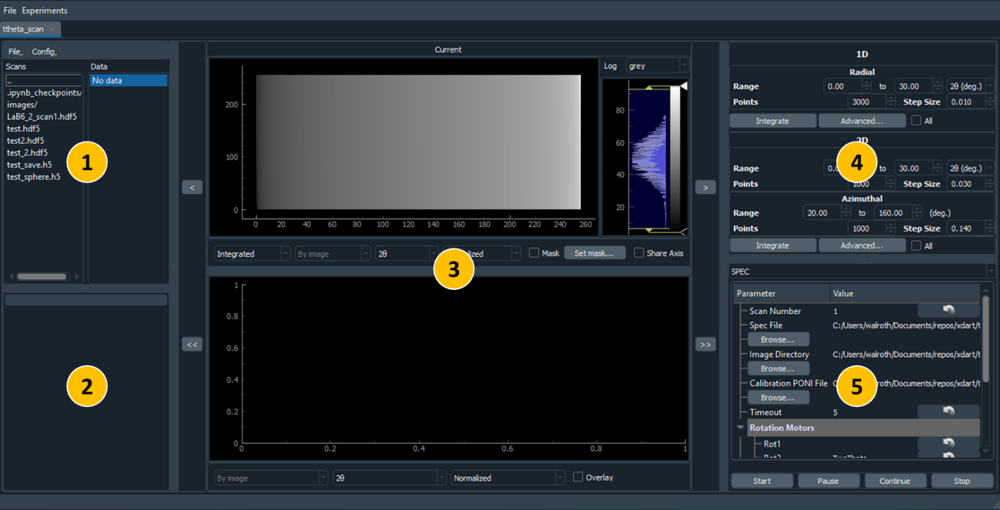 File Experiments
ttheta_scan ×
File Config
Scans
..
.ipynb_checkpoints/
images/
LaB6_2_scan1.hdf5
test.hdf5
test2.hdf5
test_2.hdf5
test_save.h5
test_sphere.h5
1
Data
No data
2
<
<<
Current
200
100
0
0 20 40 60 80 100 120 140 160 180 200 220 240 260
Log grey
80
60
40
20
Integrated By image 2θ Mask Set mask... Share Axis
3
1
0.8
0.6
0.4
0.2
0
0 0.2 0.4 0.6 0.8 1
By image 2θ Normalized Overlay
>
>>
1D
Radial
Range 0.00 to 30.00 2θ (deg.)
Points 3000 Step Size 0.010
Integrate Advanced... All
2D
4
Range to 30.00 2θ (deg.)
Points 1000 Step Size 0.030
Azimuthal
Range 20.00 to 160.00 (deg.)
Points 1000 Step Size 0.140
Integrate Advanced... All
SPEC
Parameter Value
Scan Number 1
Spec File C:/Users/walroth/Documents/repos/xdart/t
Browse...
Image Directory C:/Users/walroth/Documents/repos/xdart/t
Browse...
Calibration PONI File walroth/Documents/repos/xdart/t
5
Browse...
Timeout 5
Rotation Motors
Rot1
Start Pause Continue Stop